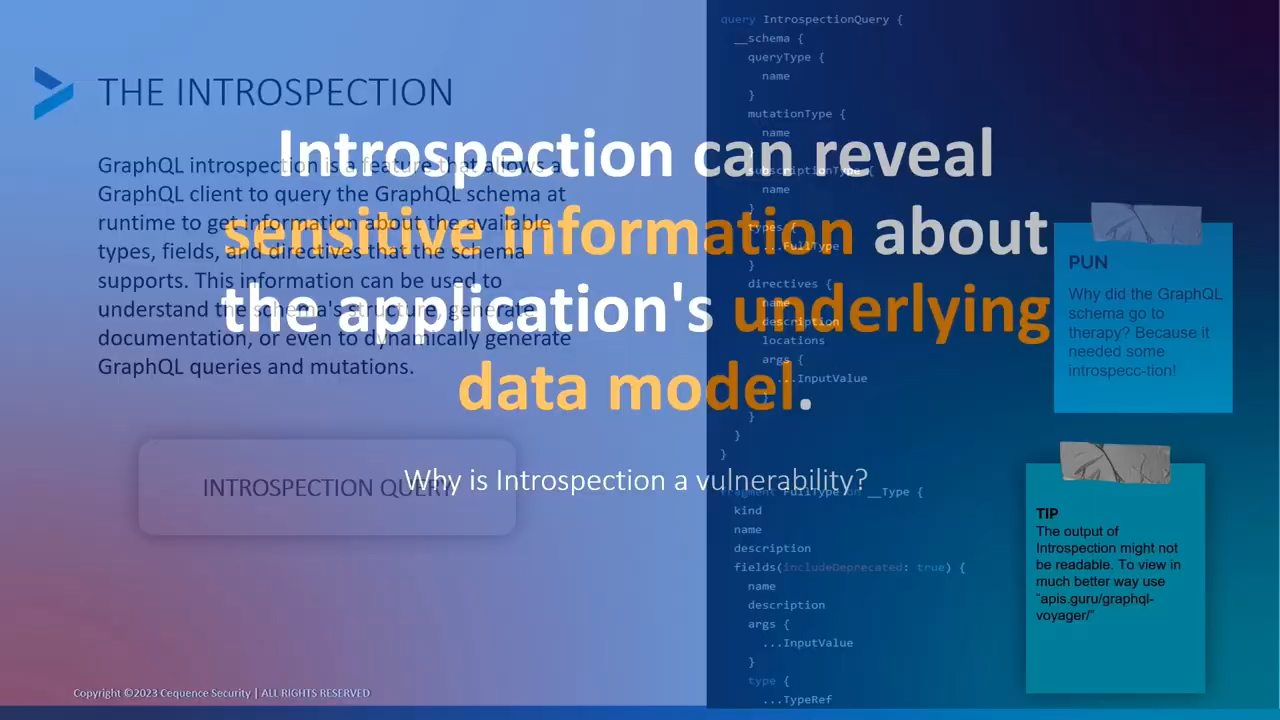 THE INTROSPECTION
GraphQL introspection is a feature that allows a
GraphQL client to query the GraphQL schema at
runtime to get information about the available
types, fields, and directives that the schema
supports. This information can be used to
understand the schema's structure, generate
documentation, or even to dynamically generate
GraphQL queries and mutations.
INTROSPECTION QUERY
Introspection can reveal
sensitive information about
the application's underlying
data model.
Why is Introspection a vulnerability?
query IntrospectionQuery {
__schema {
queryType {
name
}
mutationType {
name
}
subscriptionType {
name
}
types {
...FullType
}
directives {
name
description
locations
args {
...InputValue
}
}
}
}
fragment FullType on __Type {
kind
name
description
fields(includeDeprecated: true) {
name
description
args {
...InputValue
}
type {
...TypeRef
PUN
Why did the GraphQL
schema go to
therapy? Because it
needed some
introspecc-tion!
TIP
The output of
Introspection might not
be readable. To view in
much better way use
"apis.guru/graphql-
voyager/"
Copyright ©2023 Cequence Security | ALL RIGHTS RESERVED